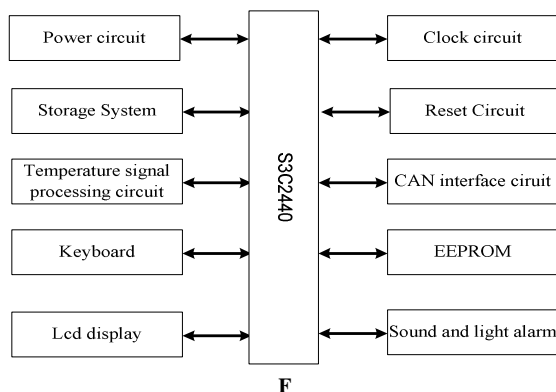 Power circuit
Clock circuit
Storage System
Reset Circuit
Temperature signal
processing circuit
S3C2440
CAN interface ciruit
Keyboard
EEPROM
Lcd display
Sound and light alarm
F